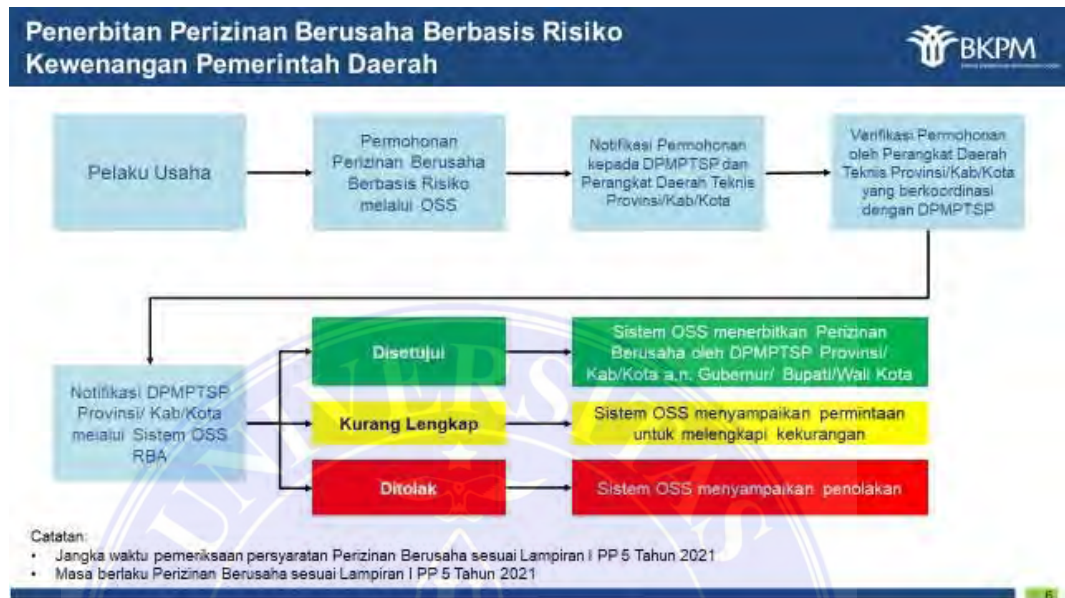 Penerbitan Perizinan Berusaha Berbasis Risiko
Kewenangan Pemerintah Daerah
BKPM
Pelaku Usaha
Permohonan
Perizinan Berusaha
Berbasis Risiko
melalui OSS
Notifikasi Permohonan
kepada DPMPTSP dan
Perangkat Daerah Teknis
Provinsi/Kab/Kota
Verifikasi Permohonan
oleh Perangkat Daerah
Teknis Provinsi/Kab/Kota
yang berkoordinasi
dengan DPMPTSP
Notifikasi DPMPTSP
Provinsi/ Kab/Kota
melalui Sistem OSS
RBA
Disetujui
Sistem OSS menerbitkan Perizinan
Berusaha oleh DPMPTSP Provinsi/
Kab/Kota a.n. Gubernur/ Bupati/Wali Kota
Kurang Lengkap
Sistem OSS menyampaikan permintaan
untuk melengkapi kekurangan
Ditolak
Sistem OSS menyampaikan penolakan
UNIVERSITAS
Catatan:
• Jangka waktu pemeriksaan persyaratan Perizinan Berusaha sesuai Lampiran I PP 5 Tahun 2021
• Masa berlaku Perizinan Berusaha sesuai Lampiran I PP 5 Tahun 2021
6